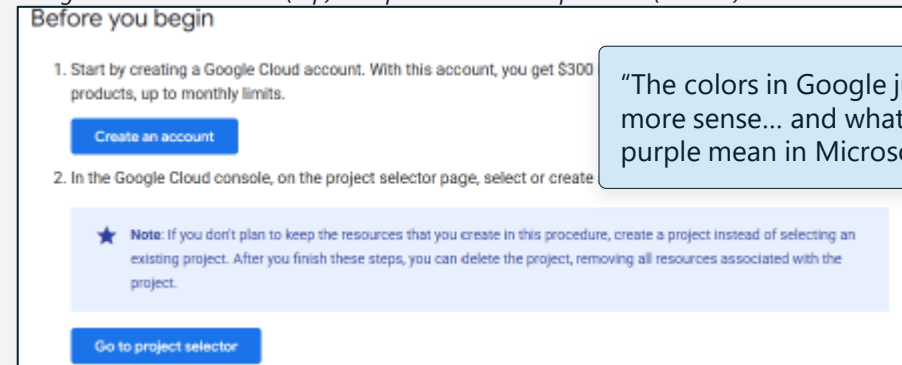 Before you begin
1. Start by creating a Google Cloud account. With this account, you get $300
products, up to monthly limits.
Create an account
2. In the Google Cloud console, on the project selector page, select or create
★ Note: If you don't plan to keep the resources that you create in this procedure, create a project instead of selecting an
existing project. After you finish these steps, you can delete the project, removing all resources associated with the
project.
Go to project selector
“The colors in Google
more sense… and what
purple mean in